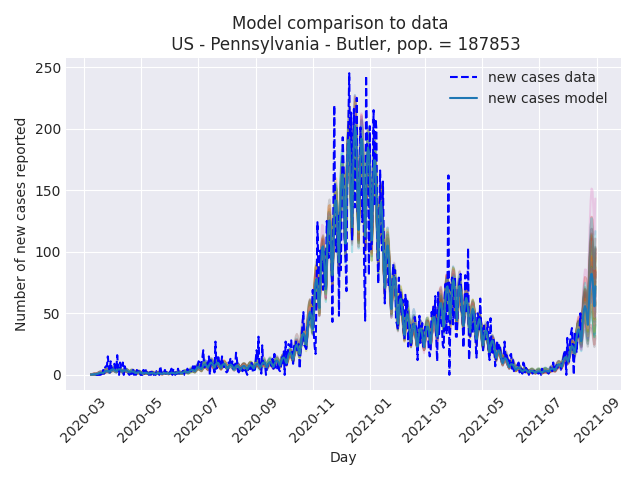 Model comparison to data
US - Pennsylvania - Butler, pop. = 187853
new cases data
new cases model
Number of new cases reported
250
200
150
100
50
0
2020-03
2020-05
2020-07
2020-09
2020-11
2021-01
2021-03
2021-05
2021-07
2021-09
Day